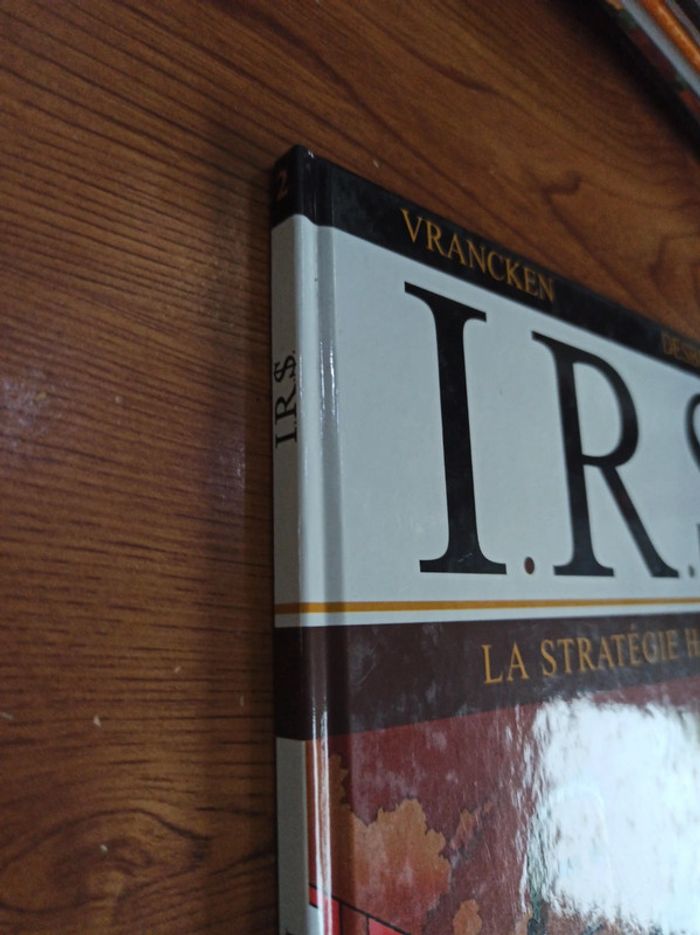 2
I.R.$.
VRANCKEN
I.R.$
LA STRATÉGIE